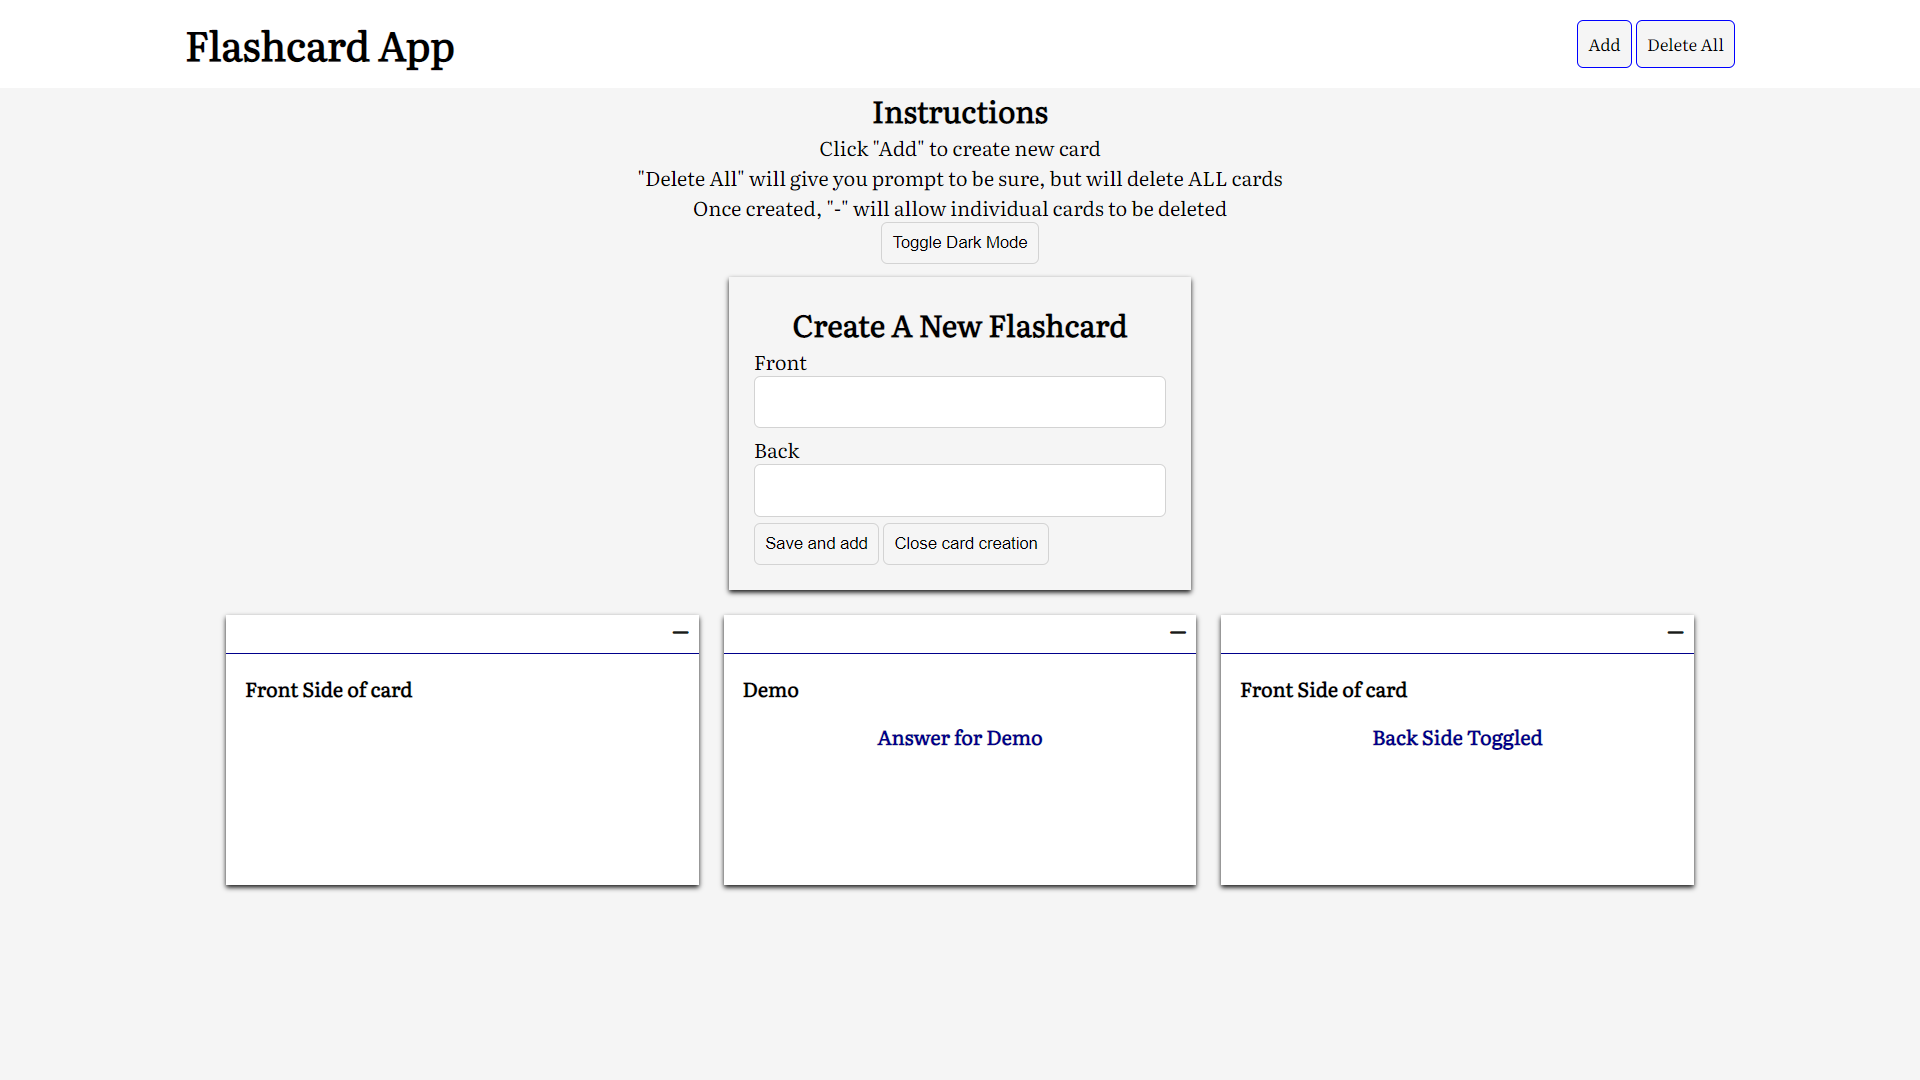 Flashcard App
Add
Delete All
Instructions
Click "Add" to create new card
"Delete All" will give you prompt to be sure, but will delete ALL cards
Once created, "-" will allow individual cards to be deleted
Toggle Dark Mode
Create A New Flashcard
Front
Back
Save and add
Close card creation
Front Side of card
Demo
Answer for Demo
Front Side of card
Back Side Toggled